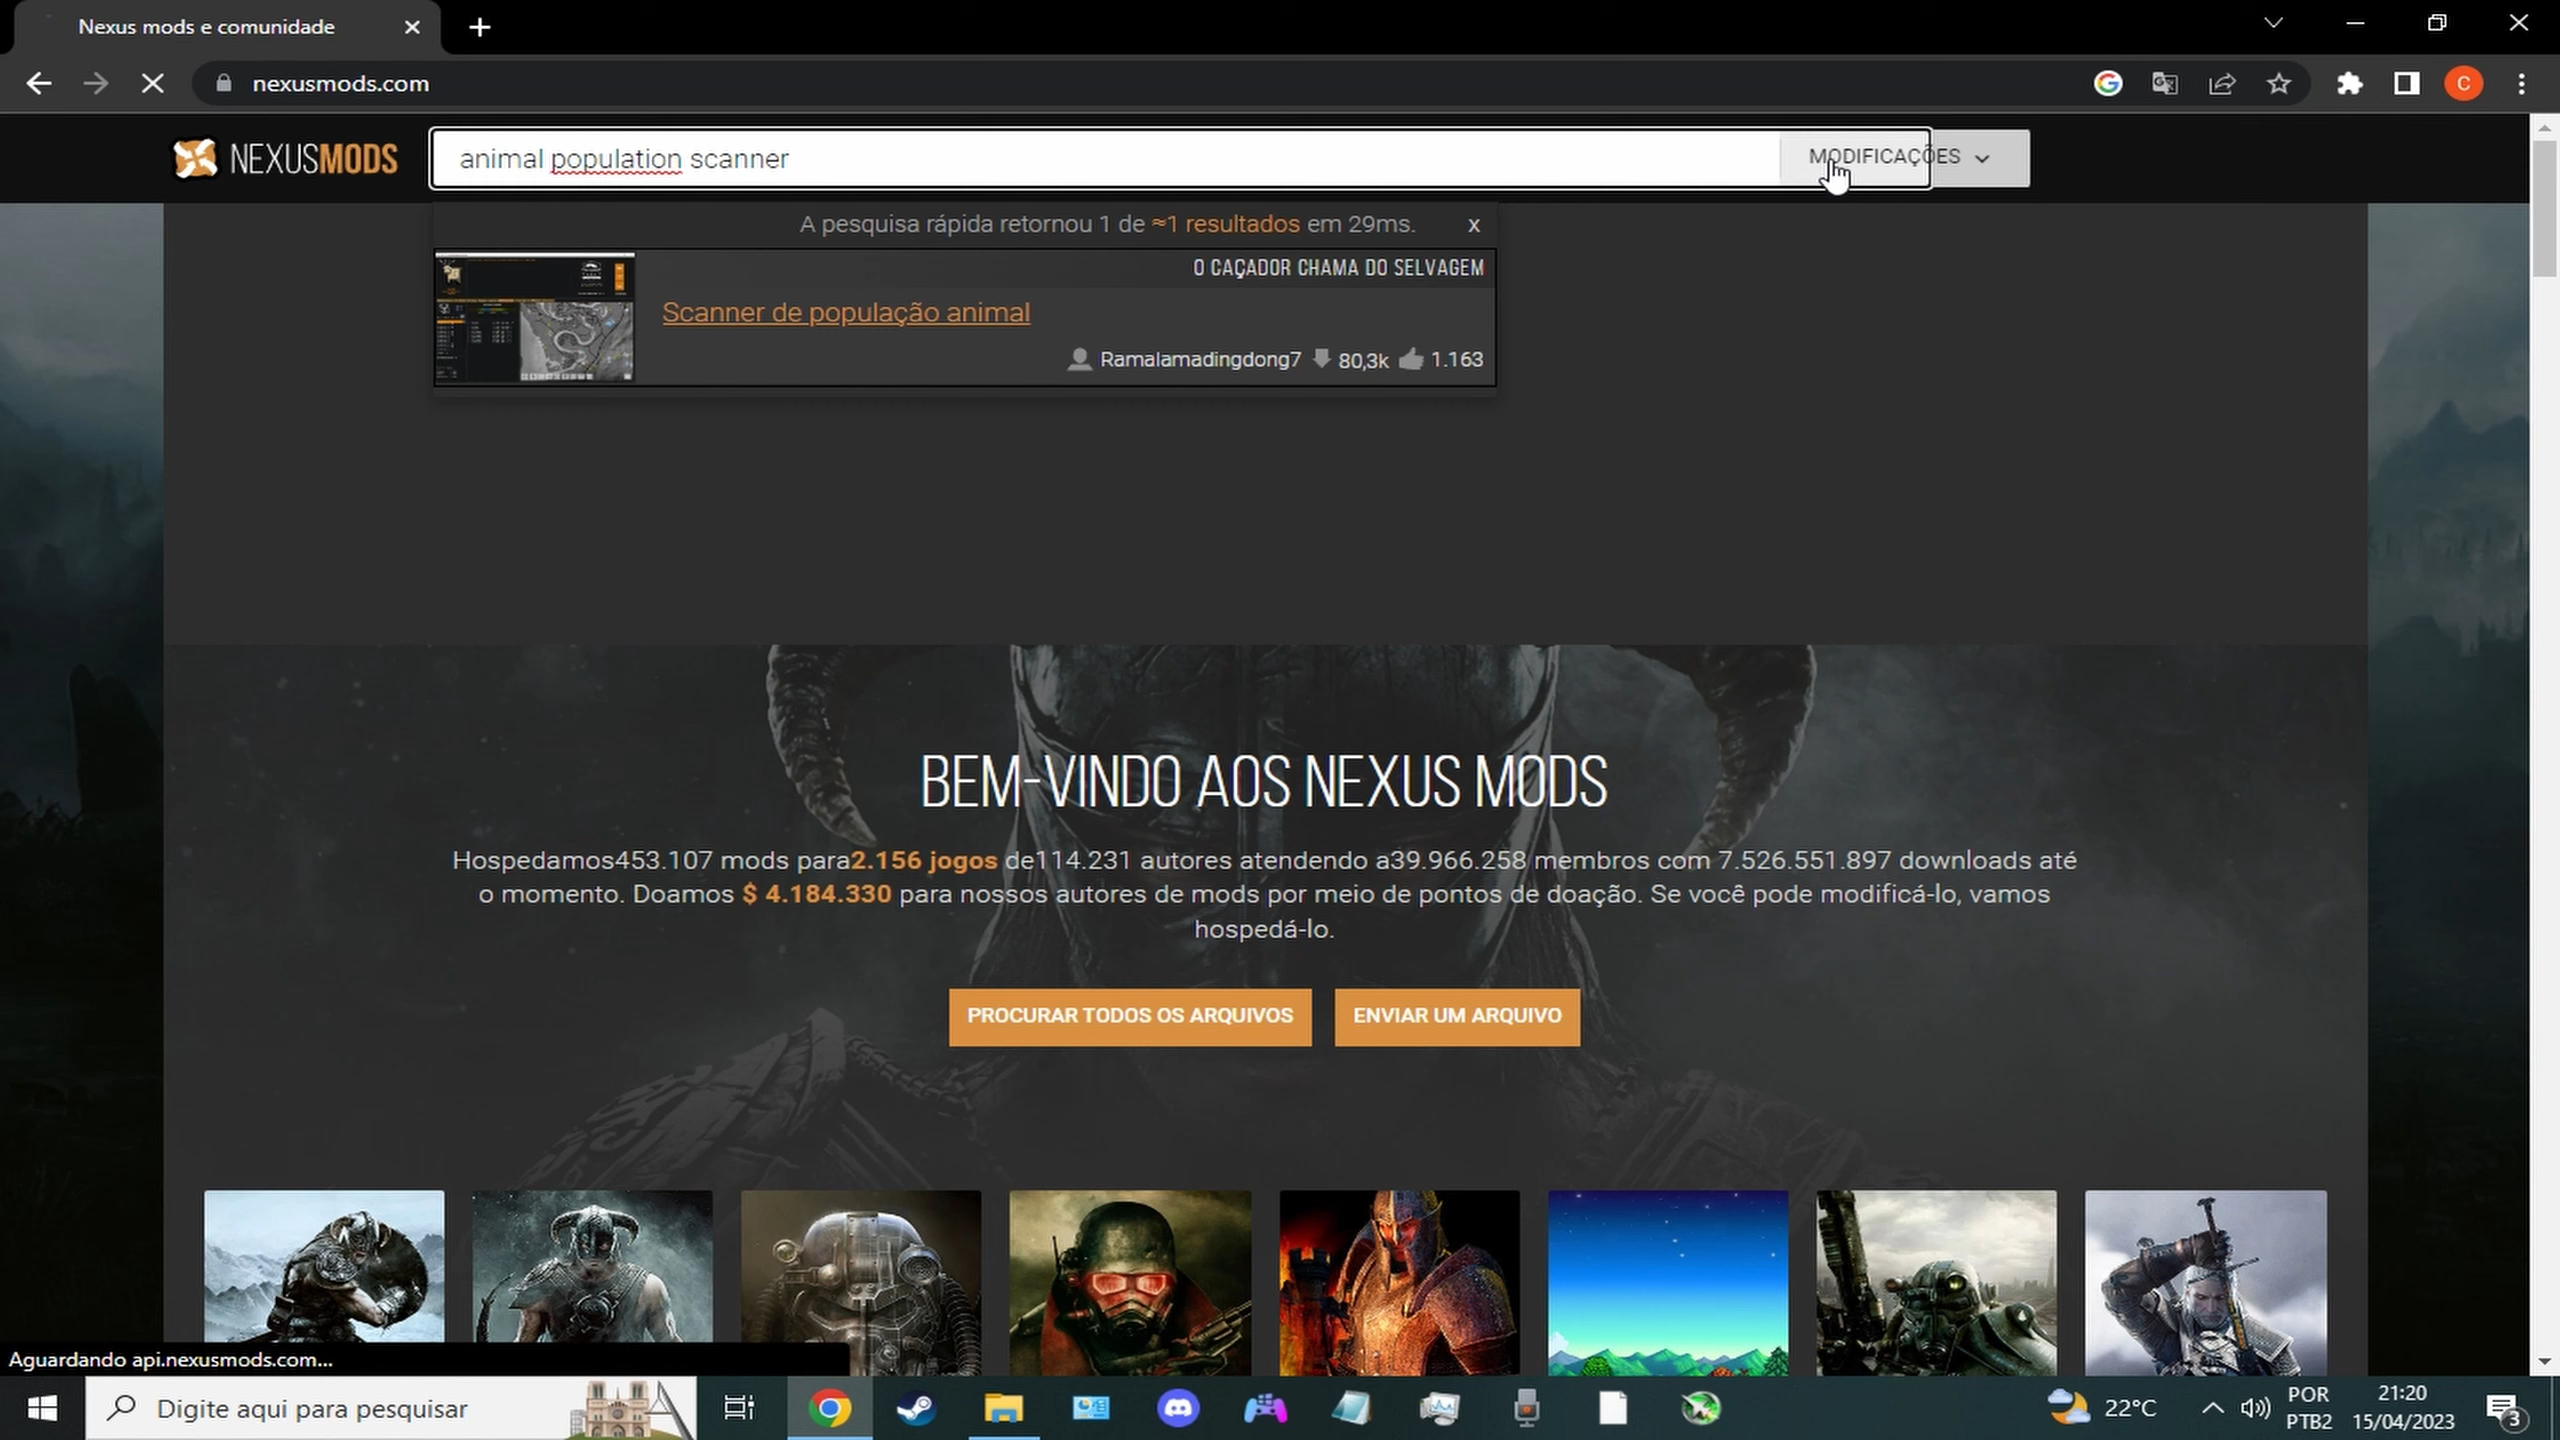 Nexus mods e comunidade
nexusmods.com
C
NEXUSMODS
animal population scanner
MODIFICAÇÕES
A pesquisa rápida retornou 1 de ≈1 resultados em 29ms.
x
O CAÇADOR CHAMA DO SELVAGEM
Scanner de população animal
Ramalamadingdong7 80,3k 1.163
BEM-VINDO AOS NEXUS MODS
Hospedamos453.107 mods para2.156 jogos de114.231 autores atendendo a39.966.258 membros com 7.526.551.897 downloads até
o momento. Doamos $ 4.184.330 para nossos autores de mods por meio de pontos de doação. Se você pode modificá-lo, vamos
hospedá-lo.
PROCURAR TODOS OS ARQUIVOS
ENVIAR UM ARQUIVO
Aguardando api.nexusmods.com...
Digite aqui para pesquisar
22°C
POR
PTB2
21:20
15/04/2023
3